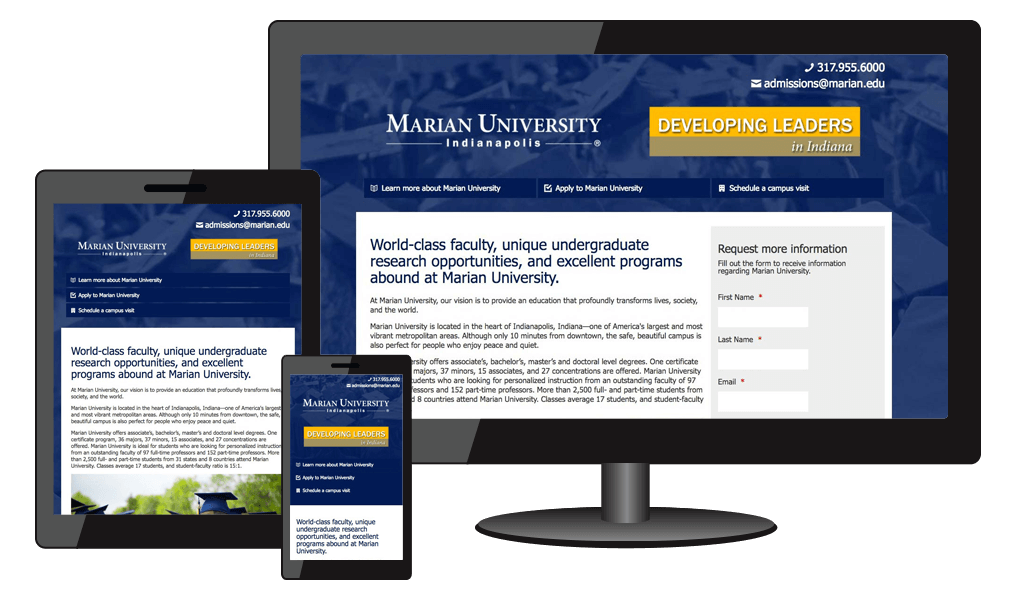 317.955.6000
admissions@marian.edu
MARIAN UNIVERSITY
Indianapolis ®
DEVELOPING LEADERS
in Indiana
Learn more about Marian University
Apply to Marian University
Schedule a campus visit
World-class faculty, unique undergraduate
research opportunities, and excellent programs
abound at Marian University.
At Marian University, our vision is to provide an education that profoundly transforms lives, society,
and the world.
Marian University is located in the heart of Indianapolis, Indiana—one of America's largest and most
vibrant metropolitan areas. Although only 10 minutes from downtown, the safe, beautiful campus is
also perfect for people who enjoy peace and quiet.
ersity offers associate's, bachelor's, master's and doctoral level degrees. One certificate
majors, 37 minors, 15 associates, and 27 concentrations are offered. Marian University
tudents who are looking for personalized instruction from an outstanding faculty of 97
fessors and 152 part-time professors. More than 2,500 full- and part-time students from
d 8 countries attend Marian University. Classes average 17 students, and student-faculty
Request more information
Fill out the form to receive information
regarding Marian University.
First Name *
Last Name *
Email *
317.955.6000
admissions@marian.edu
MARIAN UNIVERSITY
Indianapolis ®
DEVELOPING LEADERS
in Indiana
Learn more about Marian University
Apply to Marian University
Schedule a campus visit
World-class faculty, unique undergraduate
research opportunities, and excellent
programs abound at Marian University.
At Marian University, our vision is to provide an education that profoundly transforms lives,
society, and the world.
Marian University is located in the heart of Indianapolis, Indiana—one of America's largest
and most vibrant metropolitan areas. Although only 10 minutes from downtown, the safe,
beautiful campus is also perfect for people who enjoy peace and quiet.
Marian University offers associate's, bachelor's, master's and doctoral level degrees. One
certificate program, 36 majors, 37 minors, 15 associates, and 27 concentrations are
offered. Marian University is ideal for students who are looking for personalized instruction
from an outstanding faculty of 97 full-time professors and 152 part-time professors. More
than 2,500 full- and part-time students from 31 states and 8 countries attend Marian
University. Classes average 17 students, and student-faculty ratio is 15:1.
317.955.6000
admissions@marian.edu
MARIAN UNIVERSITY
Indianapolis ®
DEVELOPING LEADERS
in Indiana
Learn more about Marian University
Apply to Marian University
Schedule a campus visit
World-class faculty, unique
undergraduate research
opportunities, and excellent
programs abound at Marian
University.